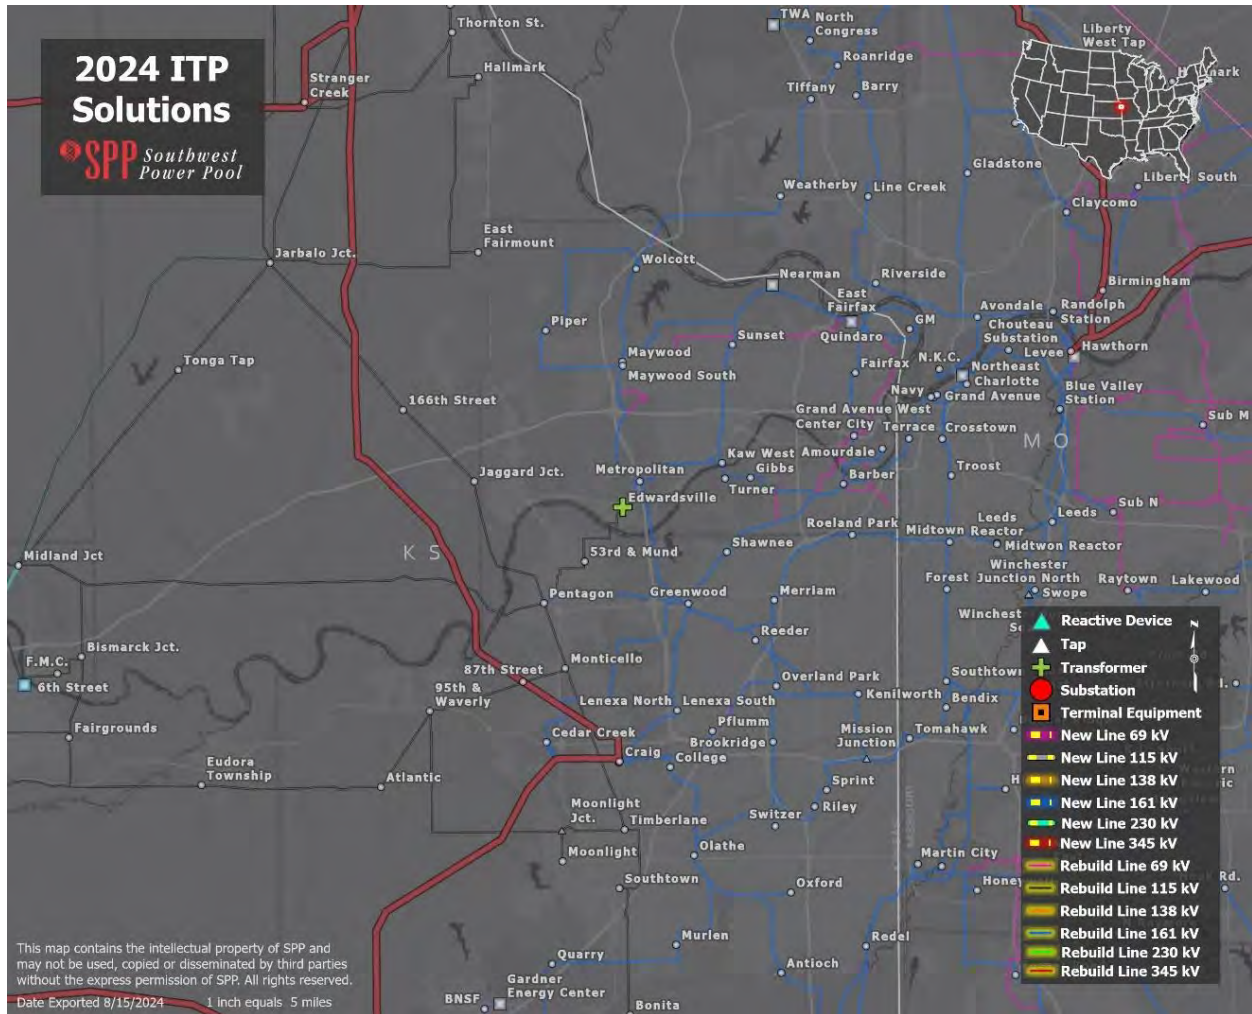 2024 ITP
Solutions
SPP Southwest
Power Pool
Thornton St.
Hallmark
Stranger
Creek
TWA
North
Congress
Roanridge
Tiffany
Barry
Liberty
West Tap
Gladstone
Liberty South
Claycomo
Weatherby
Line Creek
East
Fairmount
Jarbalo Jct.
Wolcott
Nearman
Riverside
Birmingham
East
Fairfax
Avondale
Randolph
Station
Piper
Quindaro
GM
Chouteau
Substation
Sunset
Levee
Hawthorn
Tonga Tap
Maywood
Maywood South
Fairfax
N.K.C.
Northeast
Charlotte
Navy
Grand Avenue
Blue Valley
Station
166th Street
Grand Avenue West
Center City
Terrace
Crosstown
Sub M
M O
Amourdale
Kaw West
Gibbs
Jaggard Jct.
Metropolitan
Turner
Barber
Troost
Edwardsville
Sub N
Roeland Park
Midtown
Leeds
Reactor
Leeds
K S
Midland Jct
53rd & Mund
Shawnee
Midtwon Reactor
Winchester
Junction North
Forest
Swope
Raytown
Lakewood
Pentagon
Greenwood
Merriam
Reeder
Bismarck Jct.
F.M.C.
6th Street
Monticello
87th Street
Overland Park
Southtown
95th &
Waverly
Lenexa North
Lenexa South
Kenilworth
Bendix
Fairgrounds
Pflumm
Mission
Junction
Tomahawk
Cedar Creek
Brookridge
Craig
College
Eudora
Township
Atlantic
Sprint
Moonlight
Jct.
Timberlane
Switzer
Riley
Moonlight
Olathe
Martin City
Southtown
Oxford
Murlen
Redel
Quarry
Antioch
Gardner
Energy Center
BNSF
Bonita
N
Reactive Device
Tap
Transformer
Substation
Terminal Equipment
New Line 69 kV
New Line 115 kV
New Line 138 kV
New Line 161 kV
New Line 230 kV
New Line 345 kV
Rebuild Line 69 kV
Rebuild Line 115 kV
Rebuild Line 138 kV
Rebuild Line 161 kV
Rebuild Line 230 kV
Rebuild Line 345 kV
This map contains the intellectual property of SPP and
may not be used, copied or disseminated by third parties
without the express permission of SPP. All rights reserved.
Date Exported 8/15/2024 1 inch equals 5 miles